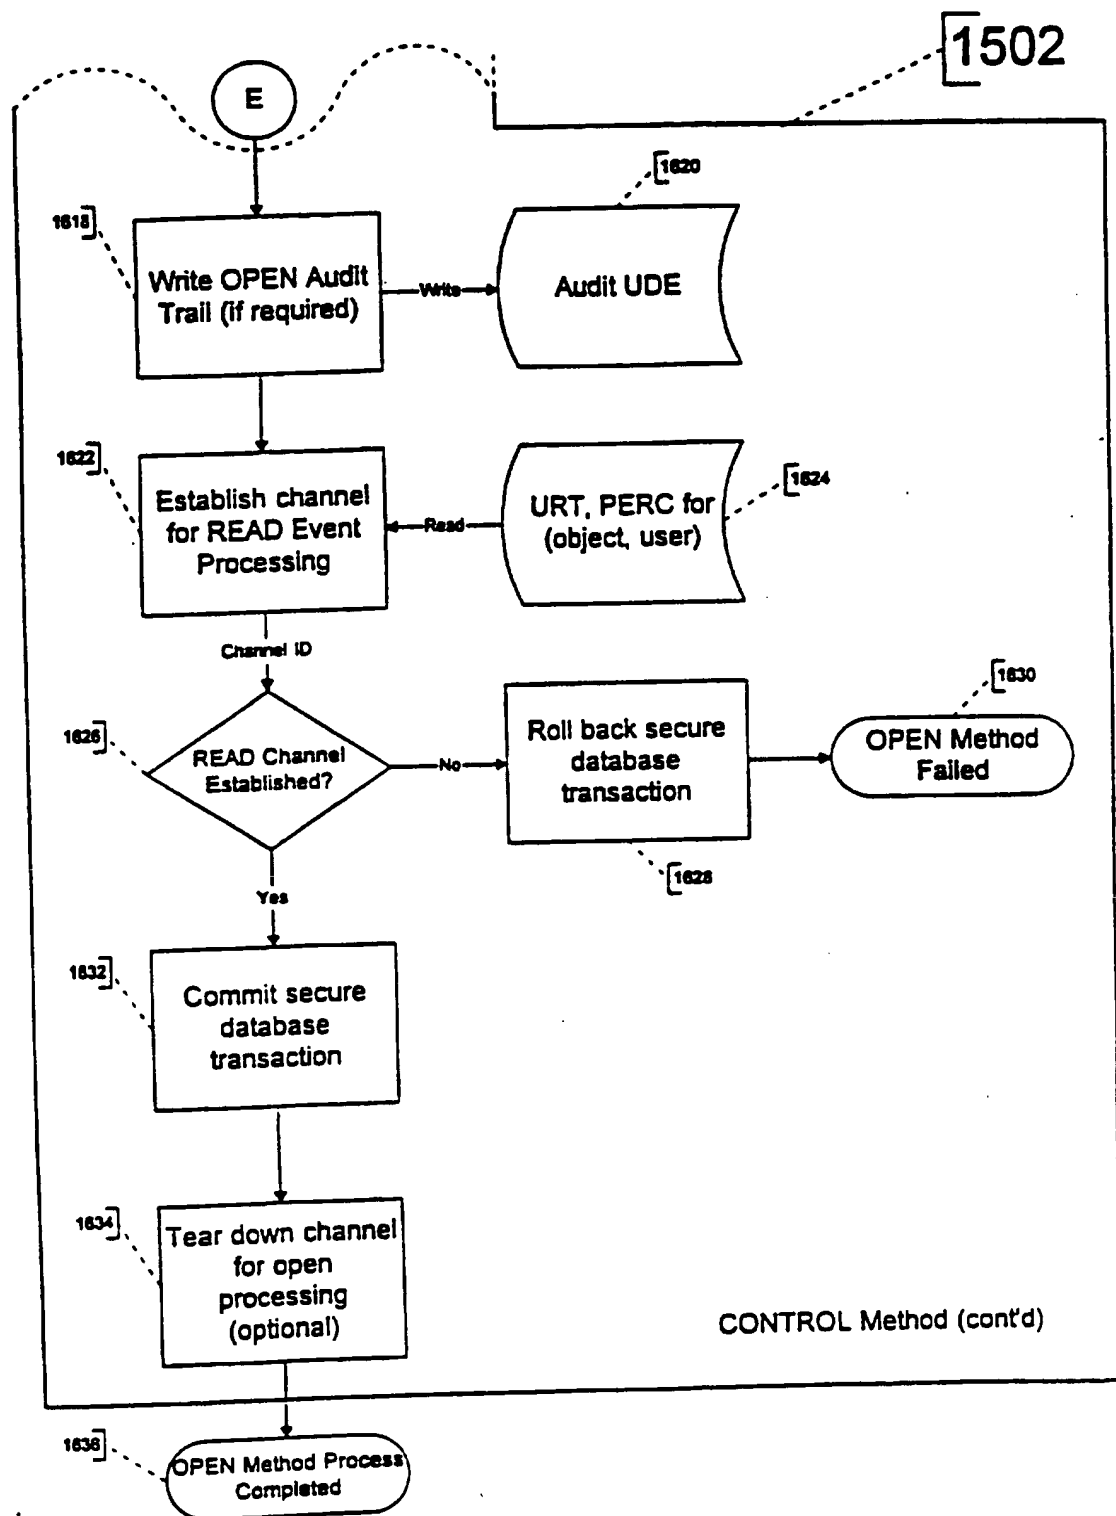 1502
E
1618
Write OPEN Audit
Trail (if required)
Write
1620
Audit UDE
1622
Establish channel
for READ Event
Processing
Read
URT, PERC for
(object, user)
1624
Channel ID
1626
READ Channel
Established?
No
Roll back secure
database
transaction
1628
1630
OPEN Method
Failed
Yes
1632
Commit secure
database
transaction
1634
Tear down channel
for open
processing
(optional)
CONTROL Method (cont'd)
1636
OPEN Method Process
Completed